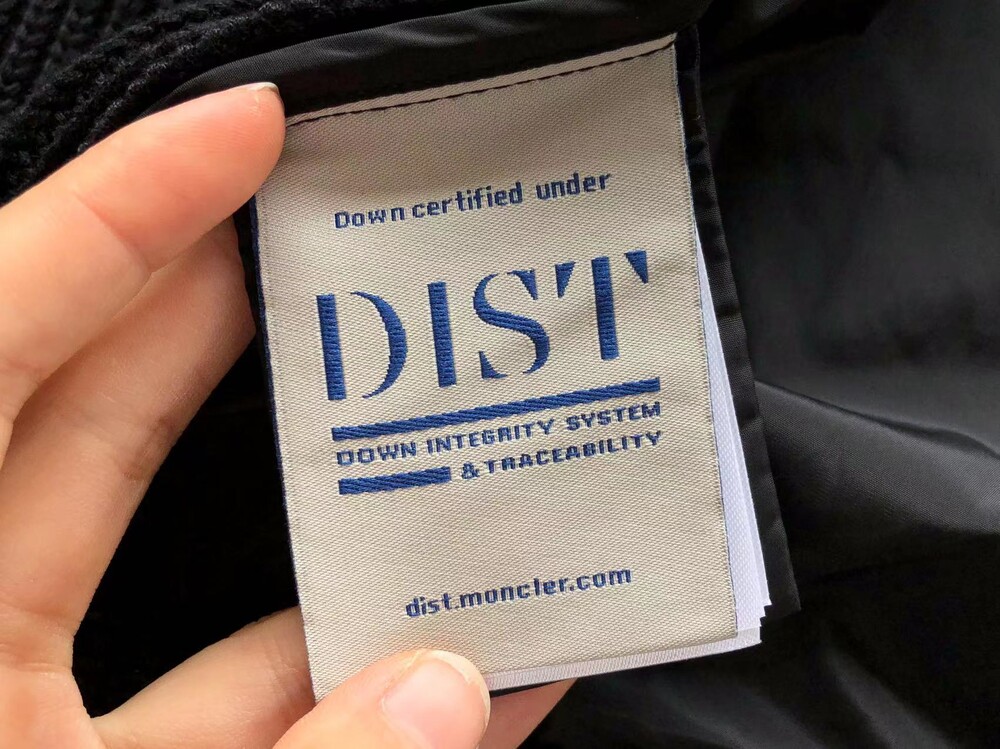 Down certified under
DIST
DOWN INTEGRITY SYSTEM
& TRACEABILITY
dist.moncler.com